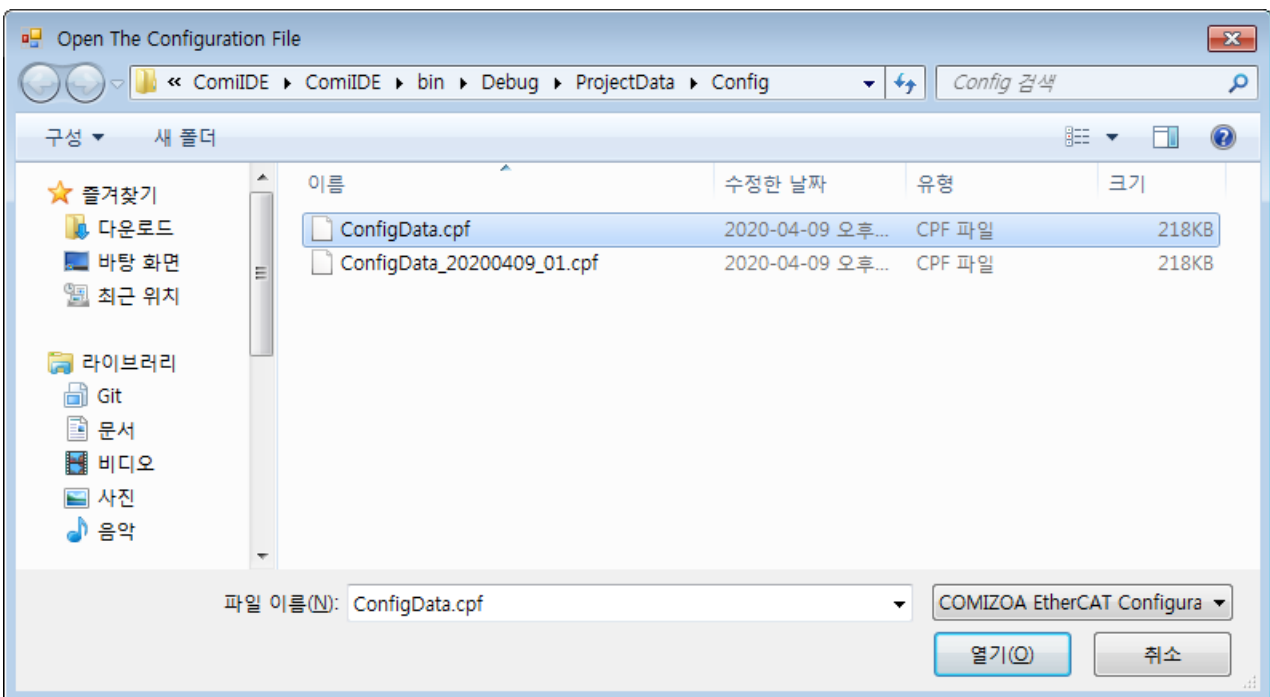 Open The Configuration File
« ComiIDE ▸ ComiIDE ▸ bin ▸ Debug ▸ ProjectData ▸ Config
Config 검색
구성 새 폴더
이름 수정한 날짜 유형 크기
ConfigData.cpf 2020-04-09 오후... CPF 파일 218KB
ConfigData_20200409_01.cpf 2020-04-09 오후... CPF 파일 218KB
즐겨찾기
다운로드
바탕 화면
최근 위치
라이브러리
Git
문서
비디오
사진
음악
파일 이름(N): ConfigData.cpf
COMIZOA EtherCAT Configura
열기(O) 취소